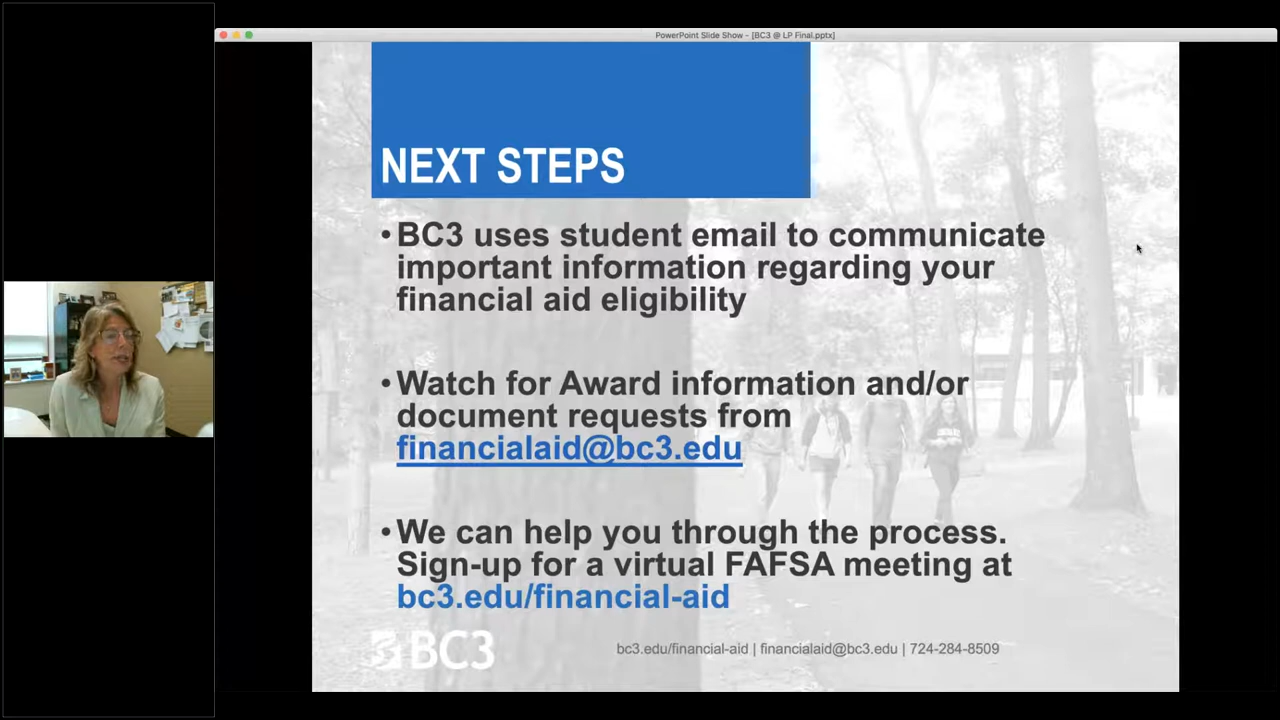 PowerPoint Slide Show - [BC3 @ LP Final.pptx]
NEXT STEPS
•BC3 uses student email to communicate
important information regarding your
financial aid eligibility
•Watch for Award information and/or
document requests from
financialaid@bc3.edu
•We can help you through the process.
Sign-up for a virtual FAFSA meeting at
bc3.edu/financial-aid
BC3
bc3.edu/financial-aid | financialaid@bc3.edu | 724-284-8509